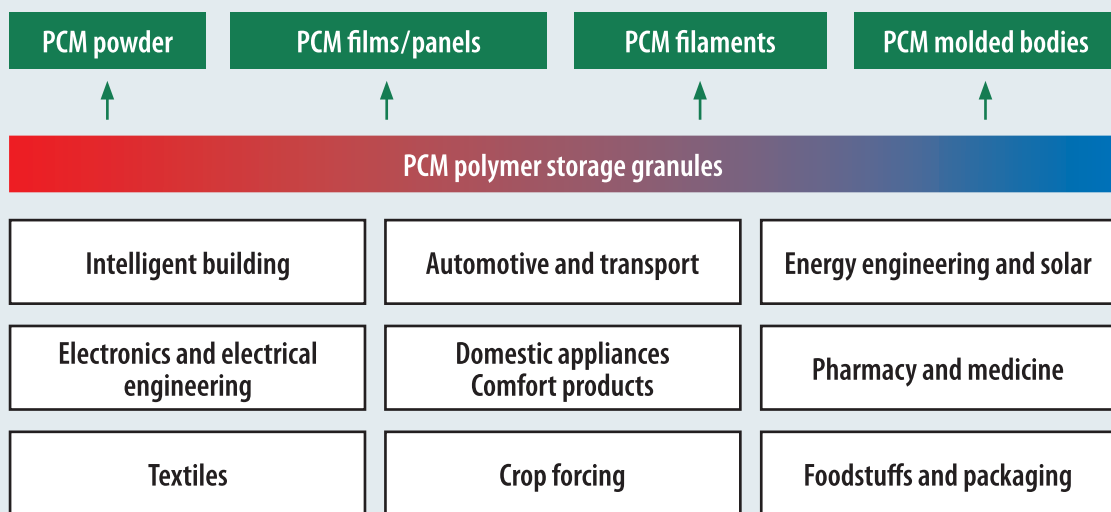 PCM powder
PCM films/panels
PCM filaments
PCM molded bodies
PCM polymer storage granules
Intelligent building
Automotive and transport
Energy engineering and solar
Electronics and electrical
engineering
Domestic appliances
Comfort products
Pharmacy and medicine
Textiles
Crop forcing
Foodstuffs and packaging